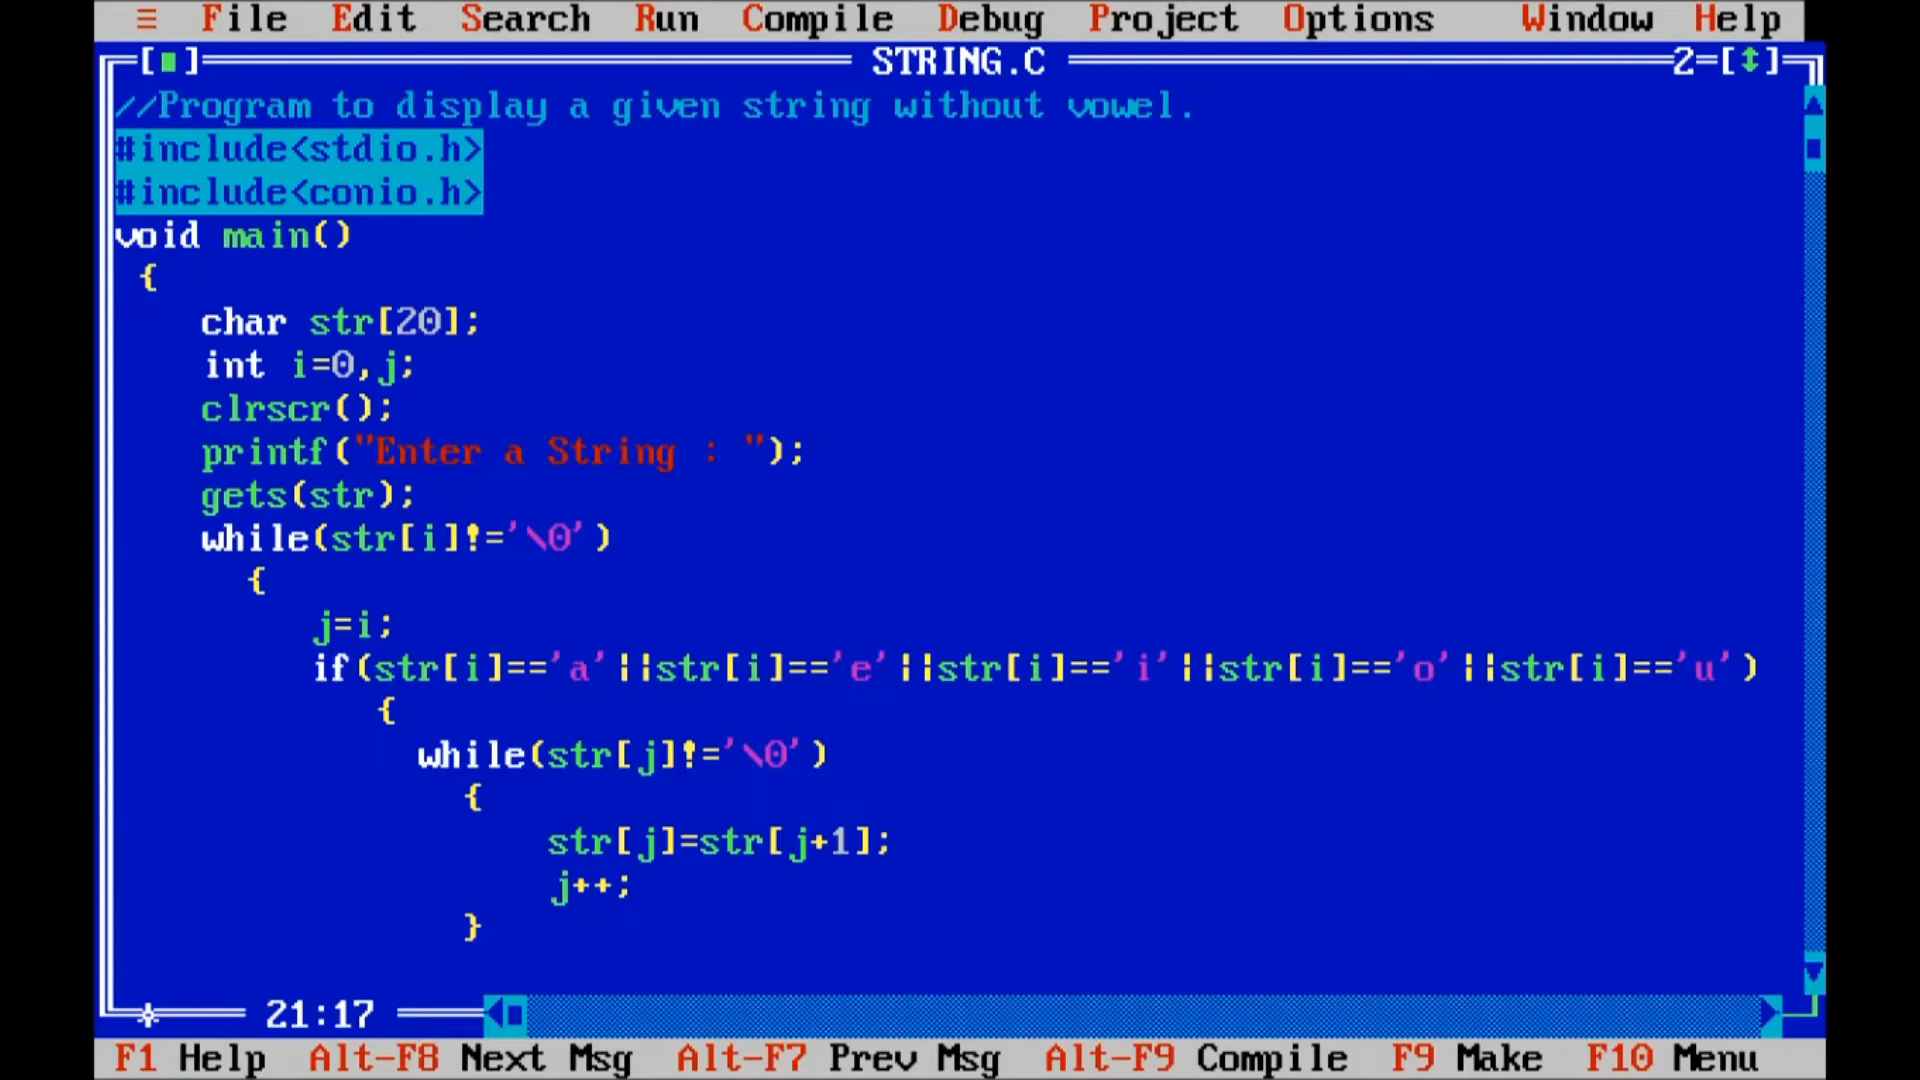 ≡ File Edit Search Run Compile Debug Project Options Window Help
[■] STRING.C 2=[↕]
//Program to display a given string without vowel.
#include<stdio.h>
#include<conio.h>
void main()
{
char str[20];
int i=0,j;
clrscr();
printf("Enter a String : ");
gets(str);
while(str[i]!='\0')
{
j=i;
if(str[i]=='a'||str[i]=='e'||str[i]=='i'||str[i]=='o'||str[i]=='u')
{
while(str[j]!='\0')
{
str[j]=str[j+1];
j++;
}
21:17
F1 Help Alt-F8 Next Msg Alt-F7 Prev Msg Alt-F9 Compile F9 Make F10 Menu